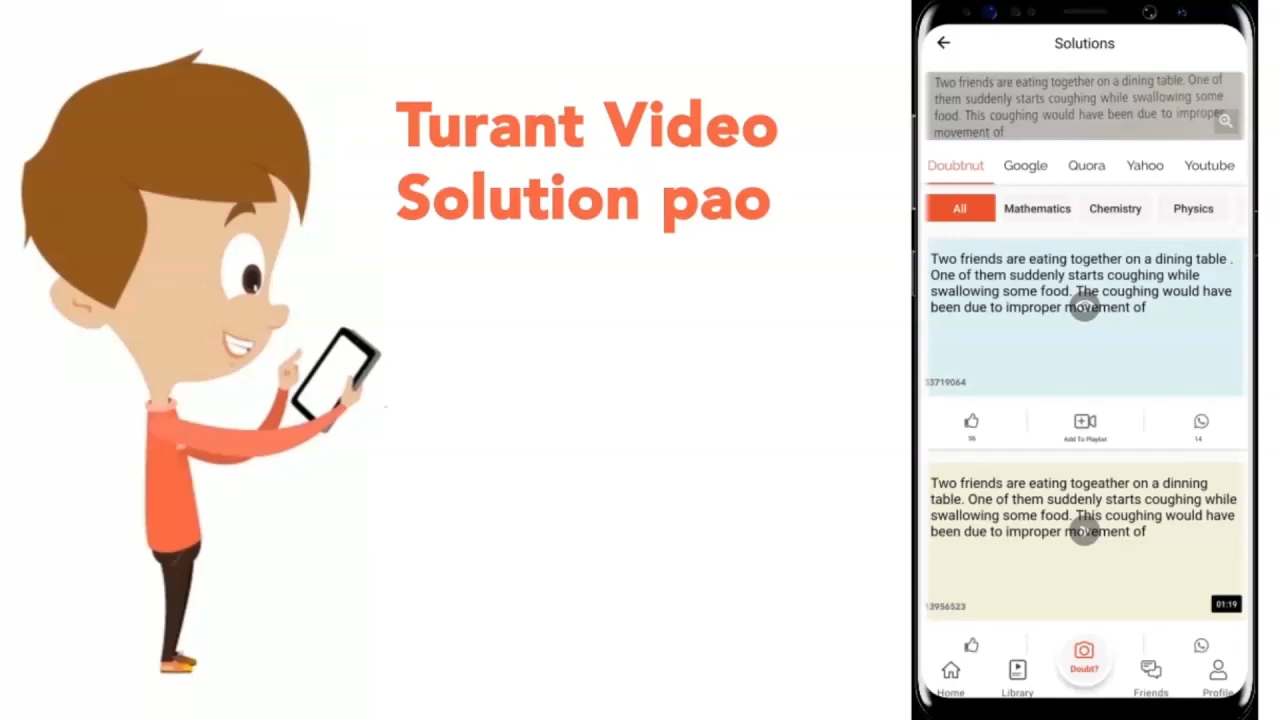 Turant Video
Solution pao
Solutions
Two friends are eating together on a dining table. One of
them suddenly starts coughing while swallowing some
food. This coughing would have been due to improper
movement of
Doubtnut Google Quora Yahoo Youtube
All Mathematics Chemistry Physics
Two friends are eating together on a dining table .
One of them suddenly starts coughing while
swallowing some food. The coughing would have
been due to improper movement of
53719064
36 Add To Playlist 14
Two friends are eating togeather on a dinning
table. One of them suddenly starts coughing while
swallowing some food. This coughing would have
been due to improper movement of
13956523
01:19
Doubt?
Home Library Friends Profile